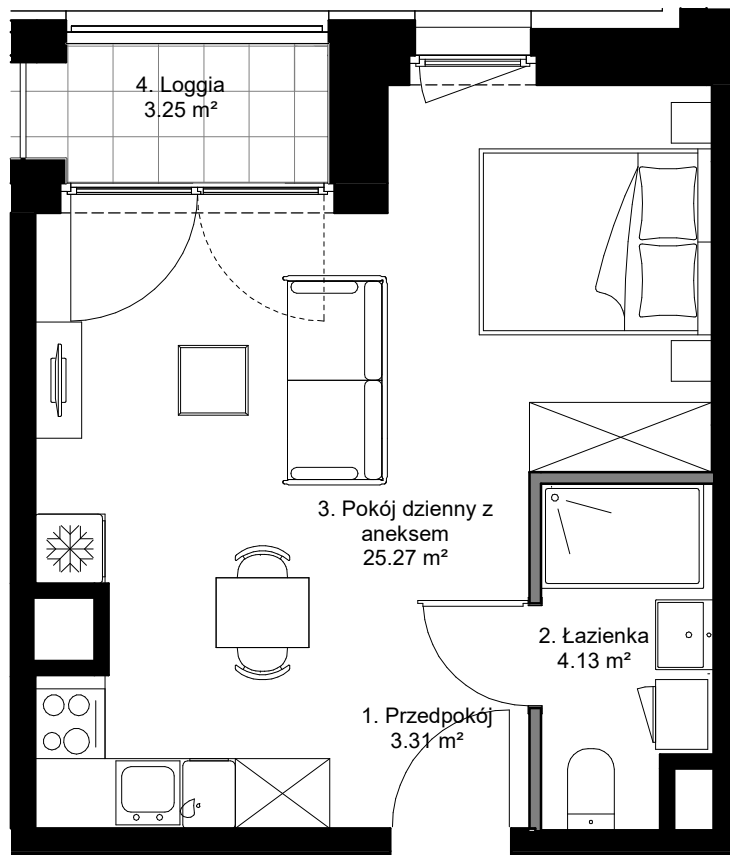 4. Loggia
3.25 m²
3. Pokój dzienny z
aneksem
25.27 m²
2. Łazienka
4.13 m²
1. Przedpokój
3.31 m²